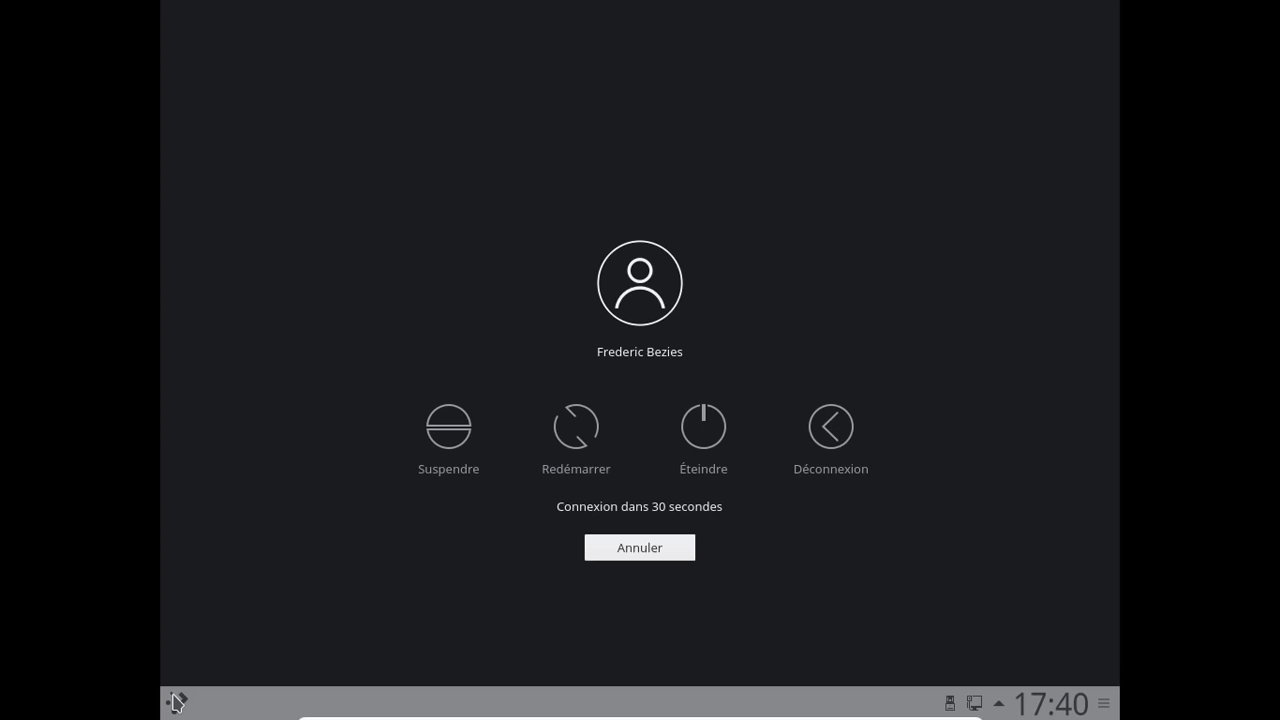 Frederic Bezies
Suspendre Redémarrer Éteindre Déconnexion
Connexion dans 30 secondes
Annuler
17:40